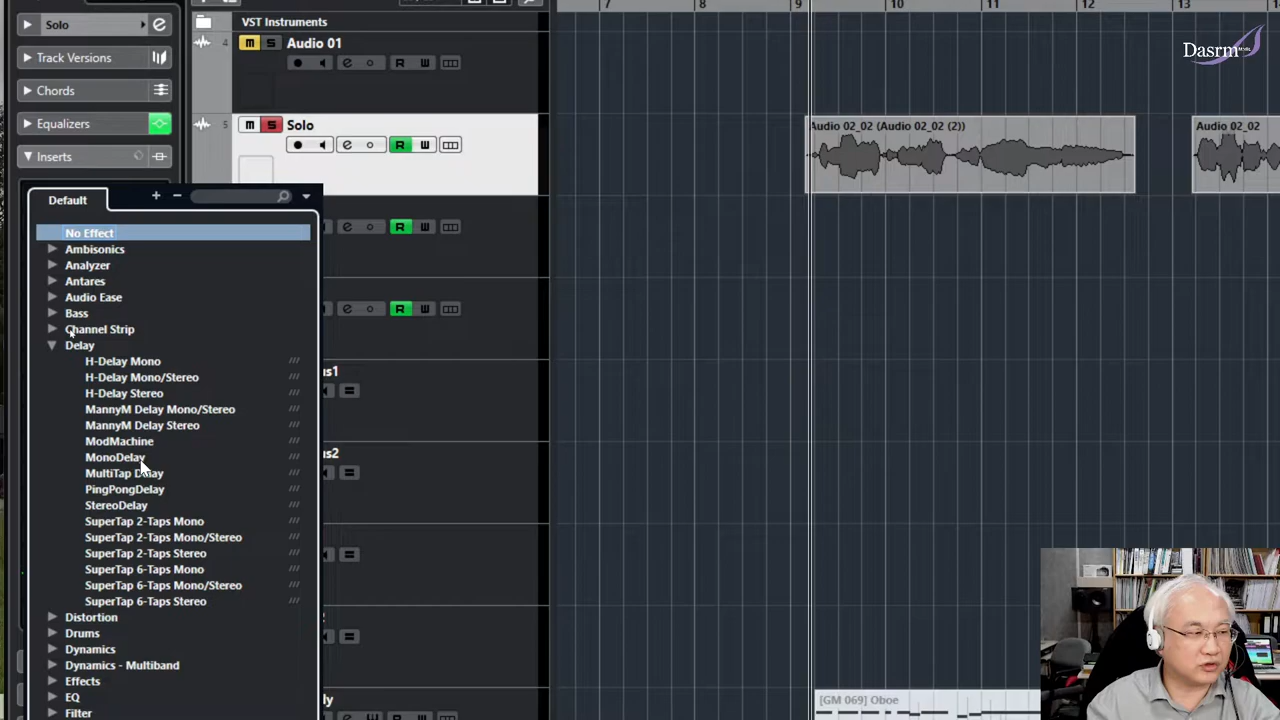 Solo
Track Versions
Chords
Equalizers
Inserts
VST Instruments
4
Audio 01
m S
R W
5
Solo
m S
R W
7 8 9 10 11 12 13
Dasrm
Audio 02_02 (Audio 02_02 (2))
Audio 02_02
Default
No Effect
Ambisonics
Analyzer
Antares
Audio Ease
Bass
Channel Strip
Delay
H-Delay Mono
H-Delay Mono/Stereo
H-Delay Stereo
MannyM Delay Mono/Stereo
MannyM Delay Stereo
ModMachine
MonoDelay
MultiTap Delay
PingPongDelay
StereoDelay
SuperTap 2-Taps Mono
SuperTap 2-Taps Mono/Stereo
SuperTap 2-Taps Stereo
SuperTap 6-Taps Mono
SuperTap 6-Taps Mono/Stereo
SuperTap 6-Taps Stereo
Distortion
Drums
Dynamics
Dynamics - Multiband
Effects
EQ
Filter
R W
R W
us1
us2
ly
[GM 069] Oboe